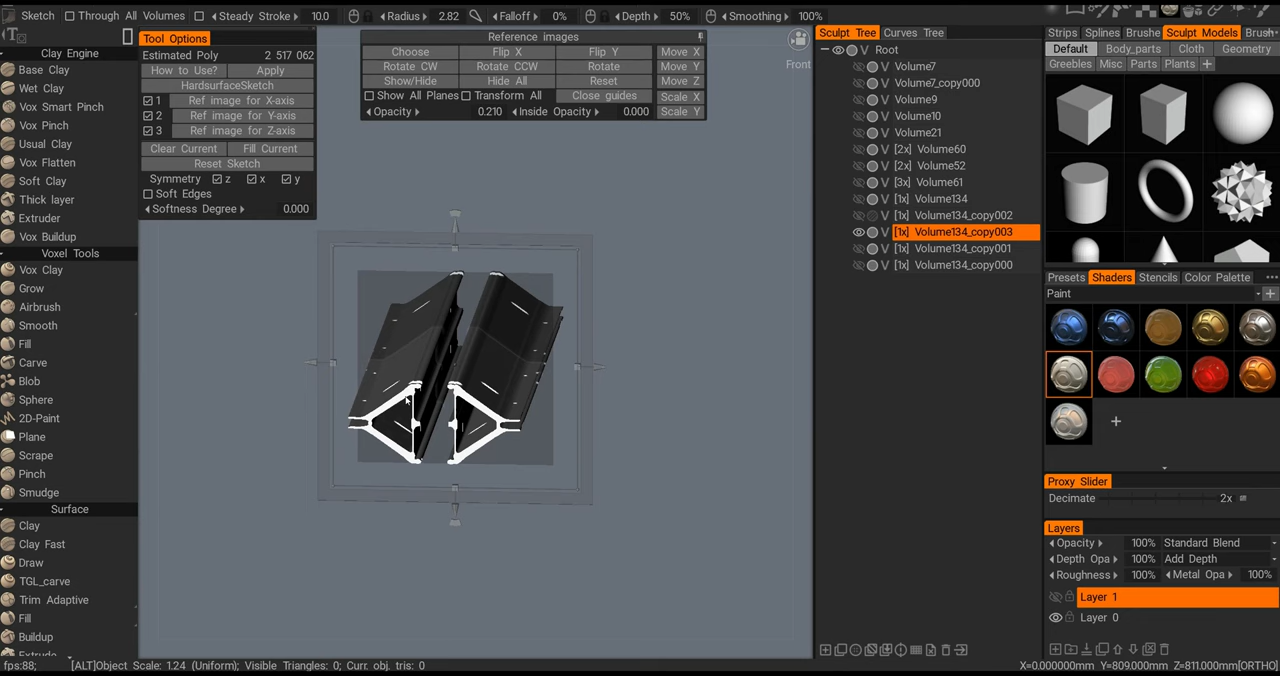 Sketch Through All Volumes Steady Stroke 10.0 Radius 2.82 Falloff 0% Depth 50% Smoothing 100%
Clay Engine
Base Clay
Wet Clay
Vox Smart Pinch
Vox Pinch
Usual Clay
Vox Flatten
Soft Clay
Thick layer
Extruder
Vox Buildup
Voxel Tools
Vox Clay
Grow
Airbrush
Smooth
Fill
Carve
Blob
Sphere
2D-Paint
Plane
Scrape
Pinch
Smudge
Surface
Clay
Clay Fast
Draw
TGL_carve
Trim Adaptive
Fill
Buildup
Tool Options
Estimated Poly 2 517 062
How to Use? Apply
HardsurfaceSketch
1 Ref image for X-axis
2 Ref image for Y-axis
3 Ref image for Z-axis
Clear Current Fill Current
Reset Sketch
Symmetry z x y
Soft Edges
Softness Degree 0.000
Reference images
Choose Flip X Flip Y Move X
Rotate CW Rotate CCW Rotate Move Y
Show/Hide Hide All Reset Move Z
Show All Planes Transform All Close guides Scale X
Opacity 0.210 Inside Opacity 0.000 Scale Y
Front
Sculpt Tree Curves Tree
V Root
V Volume7
V Volume7_copy000
V Volume9
V Volume10
V Volume21
V [2x] Volume60
V [2x] Volume52
V [3x] Volume61
V [1x] Volume134
V [1x] Volume134_copy002
V [1x] Volume134_copy003
V [1x] Volume134_copy001
V [1x] Volume134_copy000
Strips Splines Brushe Sculpt Models Brush
Default Body_parts Cloth Geometry
Greebles Misc Parts Plants +
Presets Shaders Stencils Color Palette
Paint
Proxy Slider
Decimate 2x
Layers
Opacity 100% Standard Blend
Depth Opa 100% Add Depth
Roughness 100% Metal Opa 100%
Layer 1
Layer 0
fps:88; [ALT]Object Scale: 1.24 (Uniform); Visible Triangles: 0; Curr. obj. tris: 0 X=0.000000mm Y=809.000mm Z=811.000mm[ORTHO]